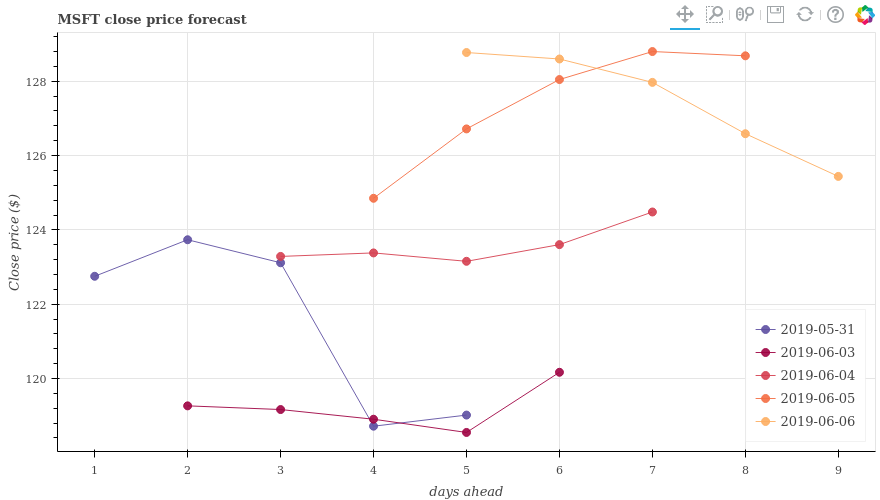 MSFT close price forecast
Close price ($)
128
126
124
122
120
2019-05-31
2019-06-03
2019-06-04
2019-06-05
2019-06-06
1 2 3 4 5 6 7 8 9
days ahead